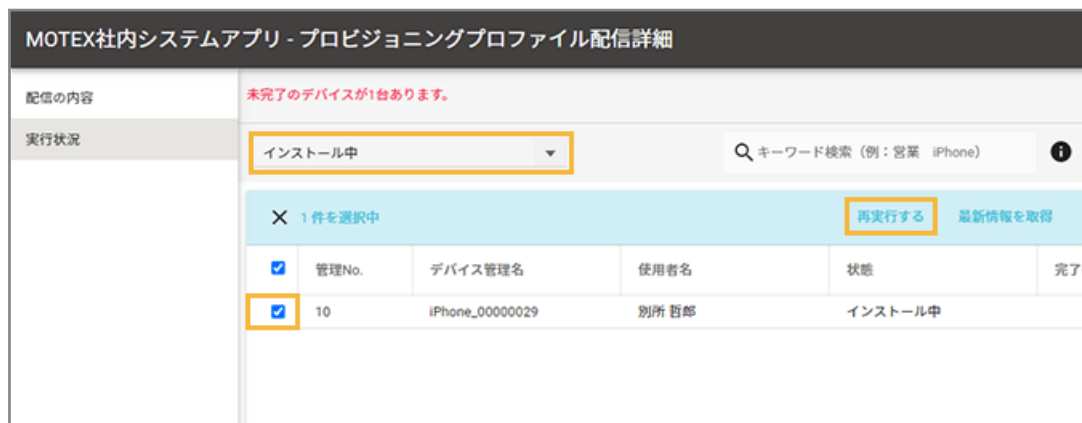 MOTEX社内システムアプリ - プロビジョニングプロファイル配信詳細
配信の内容
実行状況
未完了のデバイスが1台あります。
インストール中
キーワード検索（例：営業 iPhone）
1 件を選択中
再実行する 最新情報を取得
管理No. デバイス管理名 使用者名 状態 完了
10 iPhone_00000029 別所 哲郎 インストール中